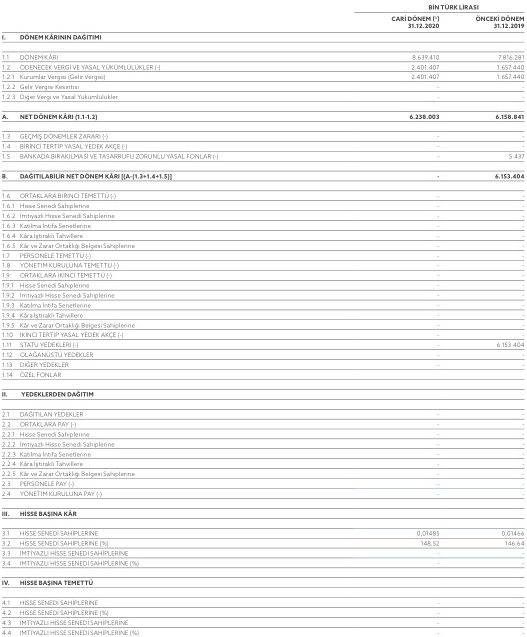 BİN TÜRK LİRASI
CARİ DÖNEM (*) ÖNCEKİ DÖNEM
31.12.2020 31.12.2019
I. DÖNEM KÂRININ DAĞITIMI
1.1 DÖNEM KÂRI 8.639.410 7.816.281
1.2 ÖDENECEK VERGİ VE YASAL YÜKÜMLÜLÜKLER (-) 2.401.407 1.657.440
1.2.1 Kurumlar Vergisi (Gelir Vergisi) 2.401.407 1.657.440
1.2.2 Gelir Vergisi Kesintisi - -
1.2.3 Diğer Vergi ve Yasal Yükümlülükler - -
A. NET DÖNEM KÂRI (1.1-1.2) 6.238.003 6.158.841
1.3 GEÇMİŞ DÖNEMLER ZARARI (-) - -
1.4 BİRİNCİ TERTİP YASAL YEDEK AKÇE (-) - -
1.5 BANKADA BIRAKILMASI VE TASARRUFU ZORUNLU YASAL FONLAR (-) - 5.437
B. DAĞITILABİLİR NET DÖNEM KÂRI [(A-(1.3+1.4+1.5)] - 6.153.404
1.6 ORTAKLARA BİRİNCİ TEMETTÜ (-) - -
1.6.1 Hisse Senedi Sahiplerine - -
1.6.2 İmtiyazlı Hisse Senedi Sahiplerine - -
1.6.3 Katılma İntifa Senetlerine - -
1.6.4 Kâra İştiraklı Tahvillere - -
1.6.5 Kâr ve Zarar Ortaklığı Belgesi Sahiplerine - -
1.7 PERSONELE TEMETTÜ (-) - -
1.8 YÖNETİM KURULUNA TEMETTÜ (-) - -
1.9 ORTAKLARA İKİNCİ TEMETTÜ (-) - -
1.9.1 Hisse Senedi Sahiplerine - -
1.9.2 İmtiyazlı Hisse Senedi Sahiplerine - -
1.9.3 Katılma İntifa Senetlerine - -
1.9.4 Kâra İştiraklı Tahvillere - -
1.9.5 Kâr ve Zarar Ortaklığı Belgesi Sahiplerine - -
1.10 İKİNCİ TERTİP YASAL YEDEK AKÇE (-) - -
1.11 STATÜ YEDEKLERİ (-) - 6.153.404
1.12 OLAĞANÜSTÜ YEDEKLER - -
1.13 DİĞER YEDEKLER - -
1.14 ÖZEL FONLAR
II. YEDEKLERDEN DAĞITIM
2.1 DAĞITILAN YEDEKLER - -
2.2 ORTAKLARA PAY (-) - -
2.2.1 Hisse Senedi Sahiplerine - -
2.2.2 İmtiyazlı Hisse Senedi Sahiplerine - -
2.2.3 Katılma İntifa Senetlerine - -
2.2.4 Kâra İştiraklı Tahvillere - -
2.2.5 Kâr ve Zarar Ortaklığı Belgesi Sahiplerine - -
2.3 PERSONELE PAY (-) - -
2.4 YÖNETİM KURULUNA PAY (-) - -
III. HİSSE BAŞINA KÂR
3.1 HİSSE SENEDİ SAHİPLERİNE 0,01485 0,01466
3.2 HİSSE SENEDİ SAHİPLERİNE (%) 148,52 146,64
3.3 İMTİYAZLI HİSSE SENEDİ SAHİPLERİNE - -
3.4 İMTİYAZLI HİSSE SENEDİ SAHİPLERİNE (%) - -
IV. HİSSE BAŞINA TEMETTÜ
4.1 HİSSE SENEDİ SAHİPLERİNE - -
4.2 HİSSE SENEDİ SAHİPLERİNE (%) - -
4.3 İMTİYAZLI HİSSE SENEDİ SAHİPLERİNE - -
4.4 İMTİYAZLI HİSSE SENEDİ SAHİPLERİNE (%) - -